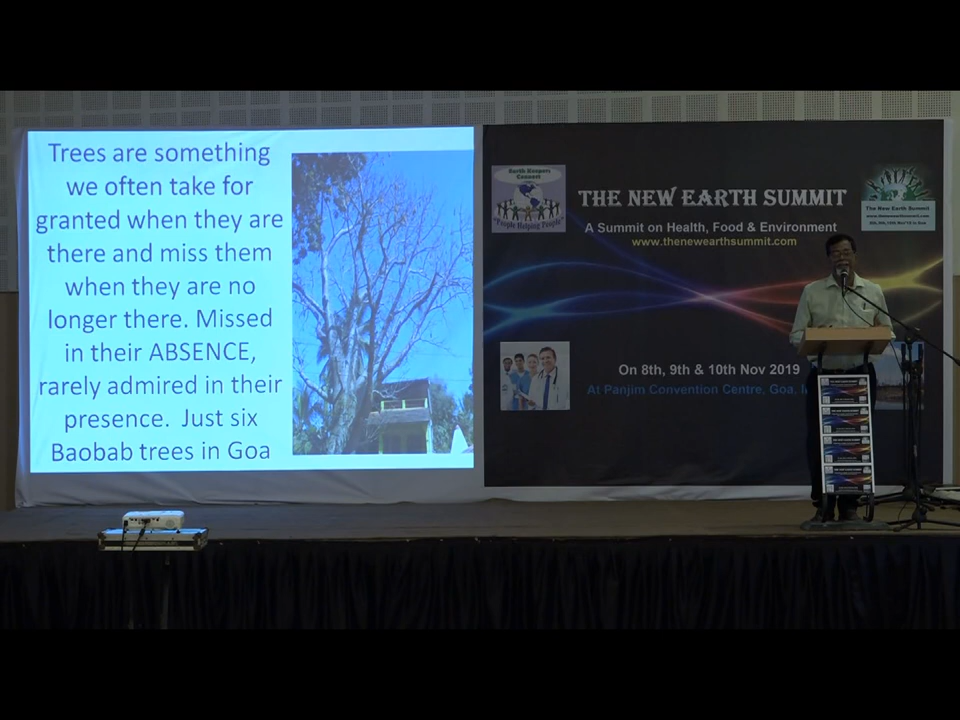 Trees are something
we often take for
granted when they are
there and miss them
when they are no
longer there. Missed
in their ABSENCE,
rarely admired in their
presence. Just six
Baobab trees in Goa
Earth Keepers
Connect
"People Helping People"
THE NEW EARTH SUMMIT
A Summit on Health, Food & Environment
www.thenewearthsummit.com
The New Earth Summit
On 8th, 9th & 10th Nov 2019
At Panjim Convention Centre, Goa,